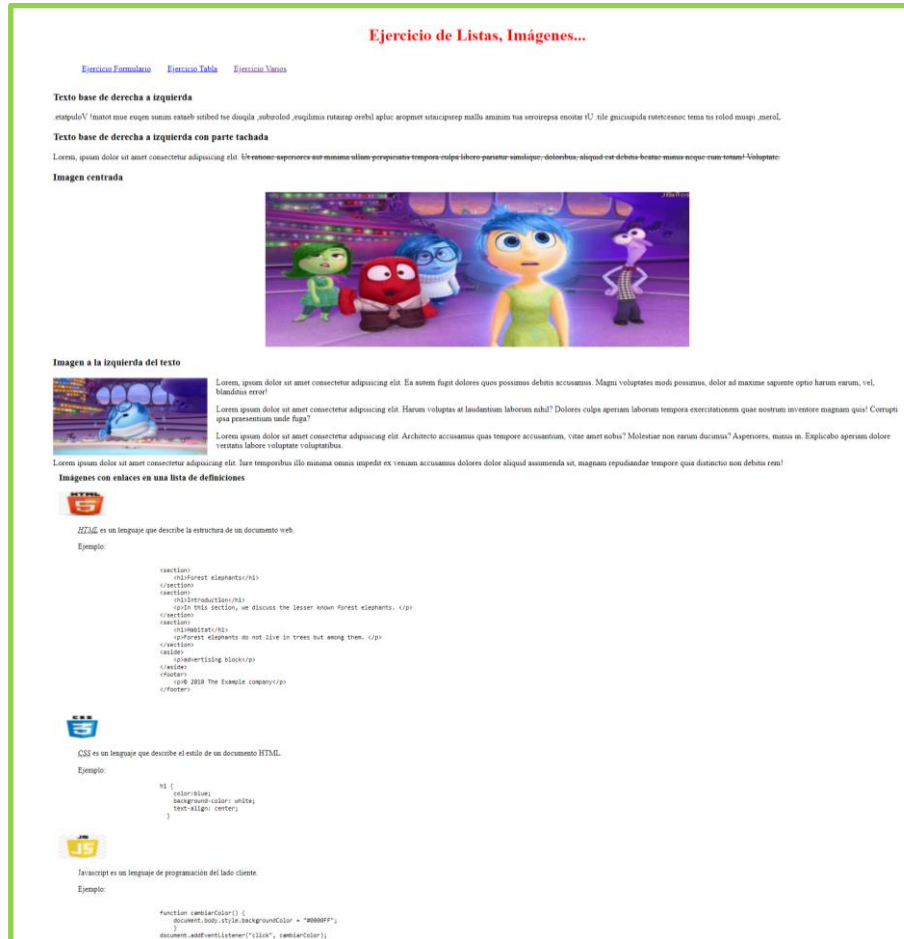 Ejercicio de Listas, Imágenes...
Ejercicio Formulario Ejercicio Tabla Ejercicio Varios
Texto base de derecha a izquierda
.etatpuloV !matot mue euqen sunim eataeb sitibed tse diuqila ,subirolod ,euqilimis rutairap orebil apluc aropmet sitaicipsrep mallu aminim tua seroirepsa enoitar tU .tile gnicisipida rutetcesnoc tema tis rolod muspi ,meroL
Texto base de derecha a izquierda con parte tachada
Lorem, ipsum dolor sit amet consectetur adipisicing elit. Ut ratione asperiores aut minima ullam perspiciatis tempora culpa libero pariatur similique, doloribus, aliquid est debitis beatae minus neque cum totam! Voluptate.
Imagen centrada
Imagen a la izquierda del texto
Lorem, ipsum dolor sit amet consectetur adipisicing elit. Ea autem fugit dolores quos possimus debitis accusamus. Magni voluptates modi possimus, dolor ad maxime sapiente optio harum earum, vel,
blanditiis error!
Lorem ipsum dolor sit amet consectetur adipisicing elit. Harum voluptas at laudantium laborum nihil? Dolores culpa aperiam laborum tempora exercitationem quae nostrum inventore magnam quis! Corrupti
ipsa praesentium unde fuga?
Lorem ipsum dolor sit amet consectetur adipisicing elit. Architecto accusamus quas tempore accusantium, vitae amet nobis? Molestiae non earum ducimus? Asperiores, minus in. Explicabo aperiam dolore
veritatis labore voluptate voluptatibus.
Lorem ipsum dolor sit amet consectetur adipisicing elit. Iure temporibus illo minima omnis impedit ex veniam accusamus dolores dolor aliquid assumenda sit, magnam repudiandae tempore quia distinctio non debitis rem!
Imágenes con enlaces en una lista de definiciones
HTML
5
HTML es un lenguaje que describe la estructura de un documento web.
Ejemplo:
<section>
<h1>Forest elephants</h1>
</section>
<section>
<h1>Introduction</h1>
<p>In this section, we discuss the lesser known forest elephants. </p>
</section>
<section>
<h1>Habitat</h1>
<p>Forest elephants do not live in trees but among them. </p>
</section>
<aside>
<p>advertising block</p>
</aside>
<footer>
<p>© 2010 The Example company</p>
</footer>
CSS
3
CSS es un lenguaje que describe el estilo de un documento HTML.
Ejemplo:
h1 {
color:blue;
background-color: white;
text-align: center;
}
JS
JS
Javascript es un lenguaje de programación del lado cliente.
Ejemplo:
function cambiarColor() {
document.body.style.backgroundColor = "#0000FF";
}
document.addEventListener("click", cambiarColor);